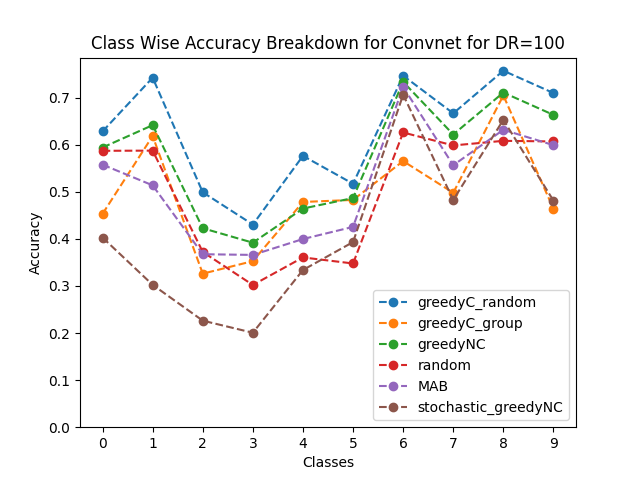 Class Wise Accuracy Breakdown for Convnet for DR=100
Accuracy
0.7
0.6
0.5
0.4
0.3
0.2
0.1
0.0
greedyC_random
greedyC_group
greedyNC
random
MAB
stochastic_greedyNC
0 1 2 3 4 5 6 7 8 9
Classes